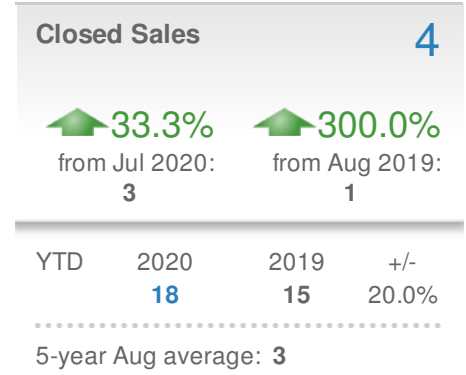 Closed Sales 4
33.3% 300.0%
from Jul 2020: from Aug 2019:
3 1
YTD 2020 2019 +/-
18 15 20.0%
5-year Aug average: 3